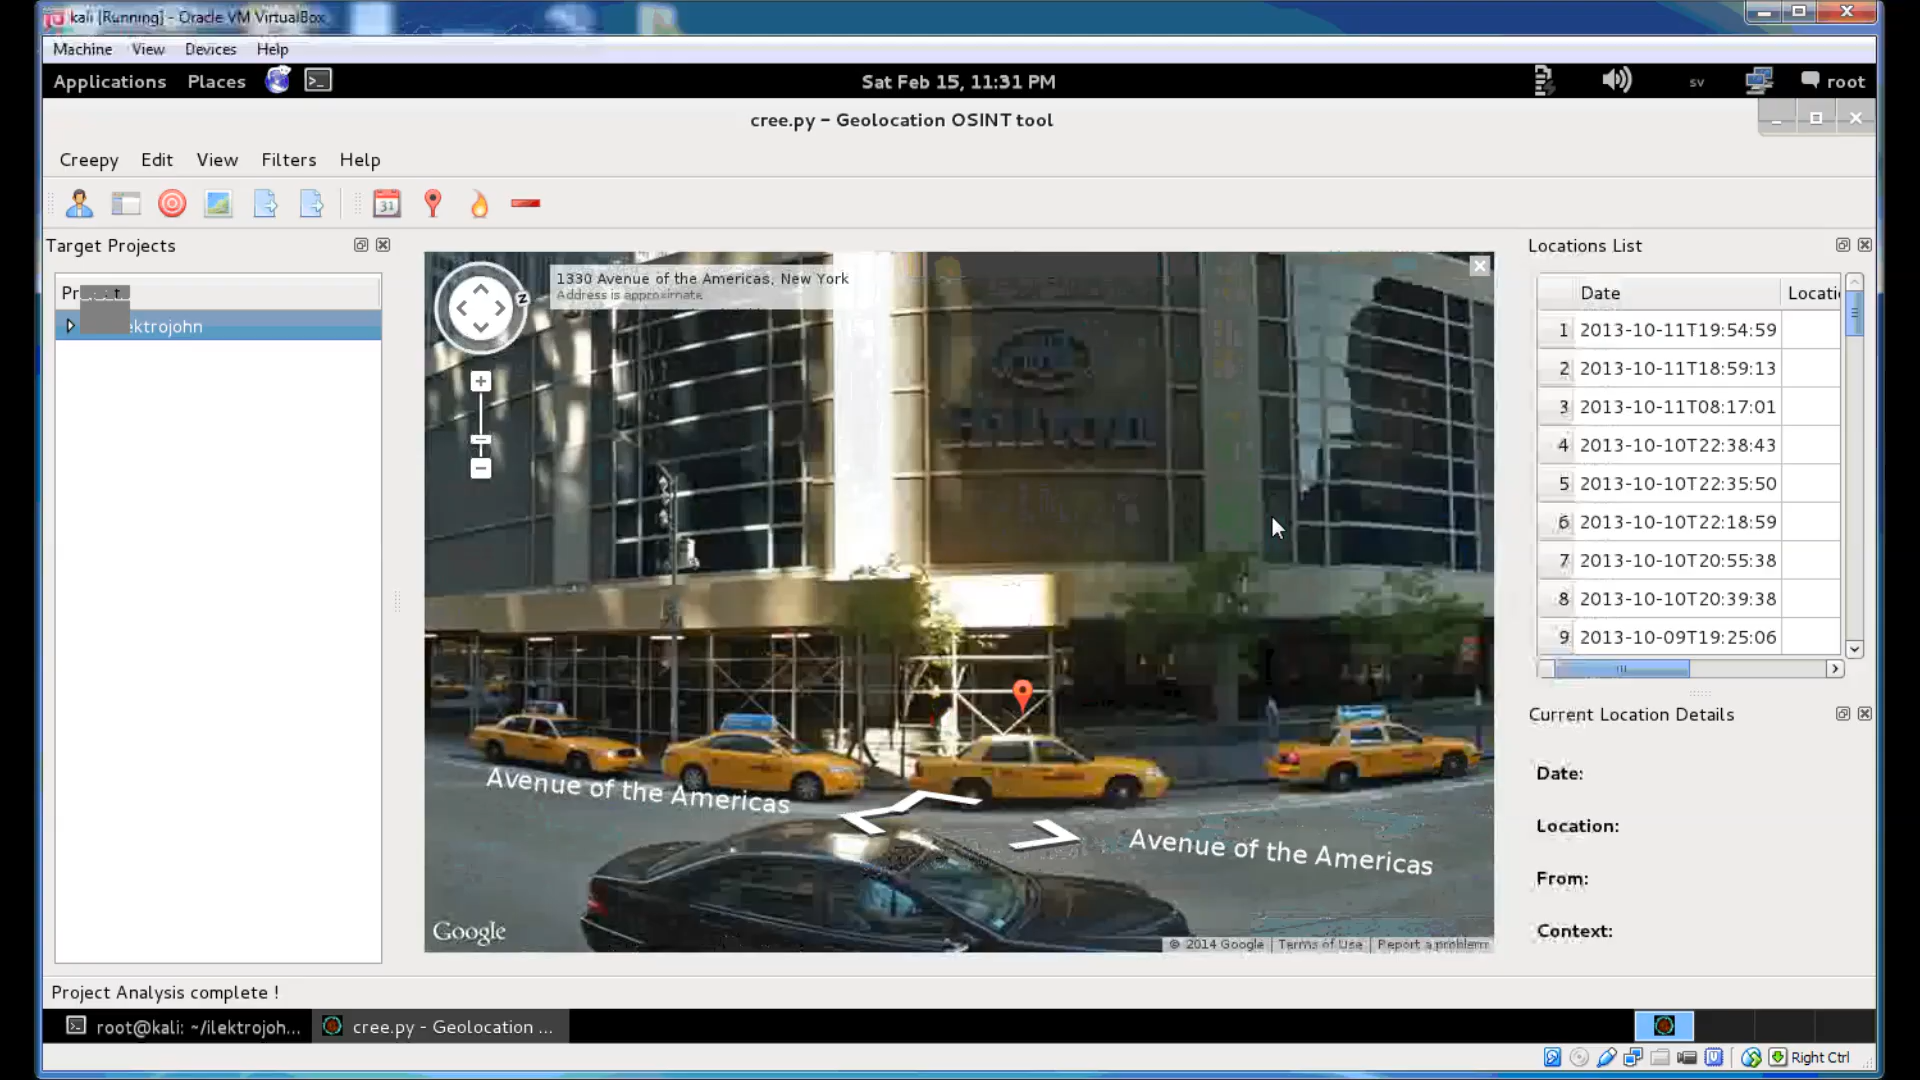 kali [Running] - Oracle VM VirtualBox
Machine View Devices Help
Applications Places
Sat Feb 15, 11:31 PM
sv
root
cree.py - Geolocation OSINT tool
Creepy Edit View Filters Help
31
Target Projects
ektrojohn
1330 Avenue of the Americas, New York
Address is approximate
N
Avenue of the Americas
Avenue of the Americas
Google
© 2014 Google Terms of Use Report a problem
Locations List
Date Locati
1 2013-10-11T19:54:59
2 2013-10-11T18:59:13
3 2013-10-11T08:17:01
4 2013-10-10T22:38:43
5 2013-10-10T22:35:50
6 2013-10-10T22:18:59
7 2013-10-10T20:55:38
8 2013-10-10T20:39:38
9 2013-10-09T19:25:06
Current Location Details
Date:
Location:
From:
Context:
Project Analysis complete !
root@kali: ~/ilektrojoh...
cree.py - Geolocation ...
Right Ctrl